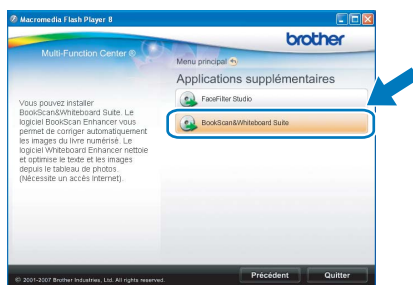 Macromedia Flash Player 8
brother
Multi-Function Center ®
Menu principal
Applications supplémentaires
FaceFilter Studio
BookScan&Whiteboard Suite
Vous pouvez installer
BookScan&Whiteboard Suite. Le
logiciel BookScan Enhancer vous
permet de corriger automatiquement
les images du livre numérisé. Le
logiciel Whiteboard Enhancer nettoie
et optimise le texte et les images
depuis le tableau de photos.
(Nécessite un accès Internet).
© 2001-2007 Brother Industries, Ltd. All rights reserved.
Précédent
Quitter